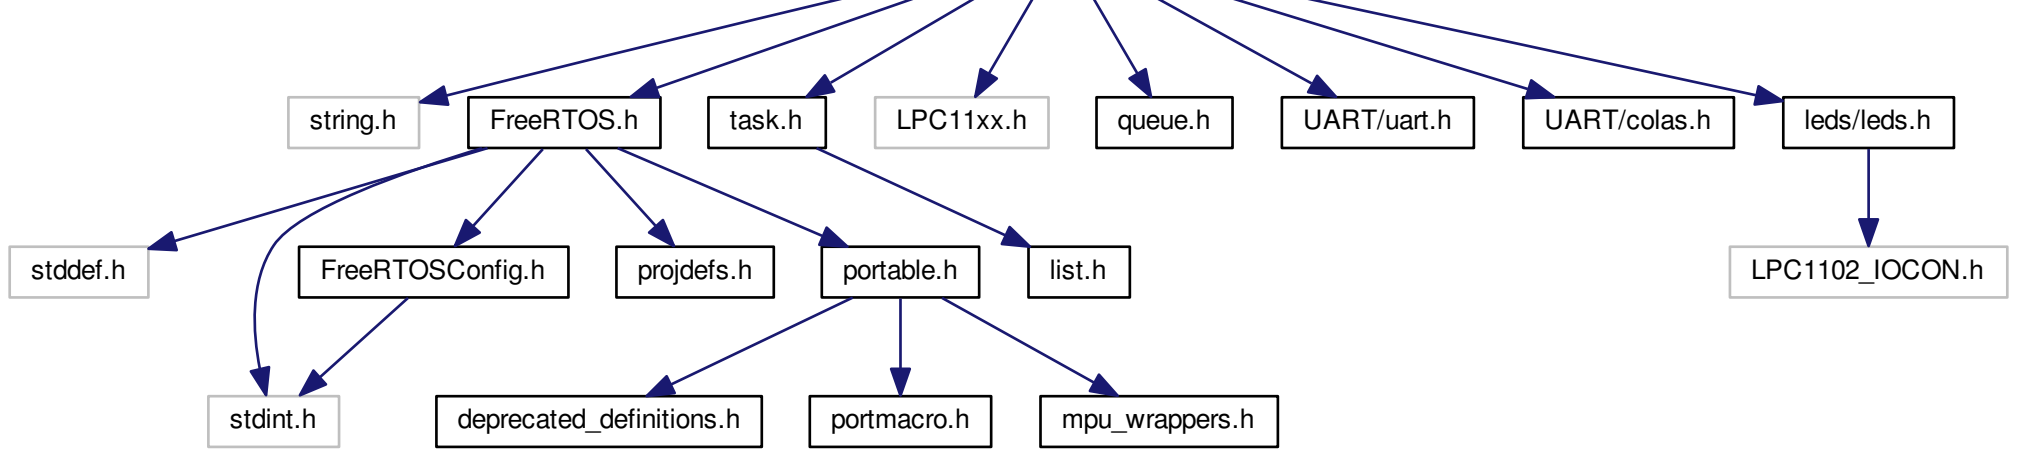 string.h
FreeRTOS.h
task.h
LPC11xx.h
queue.h
UART/uart.h
UART/colas.h
leds/leds.h
stddef.h
FreeRTOSConfig.h
projdefs.h
portable.h
list.h
LPC1102_IOCON.h
stdint.h
deprecated_definitions.h
portmacro.h
mpu_wrappers.h